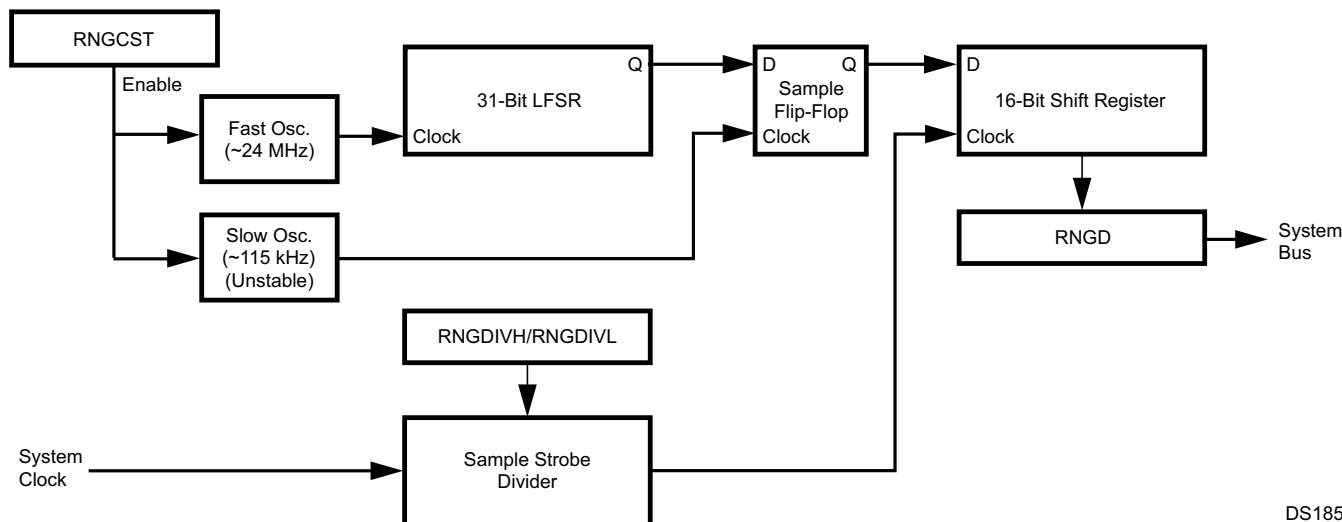 RNGCST
Enable
Fast Osc.
(~24 MHz)
Slow Osc.
(~115 kHz)
(Unstable)
Q
31-Bit LFSR
Clock
D Q
Sample
Flip-Flop
Clock
D
16-Bit Shift Register
Clock
RNGD
System
Bus
RNGDIVH/RNGDIVL
System
Clock
Sample Strobe
Divider
DS185